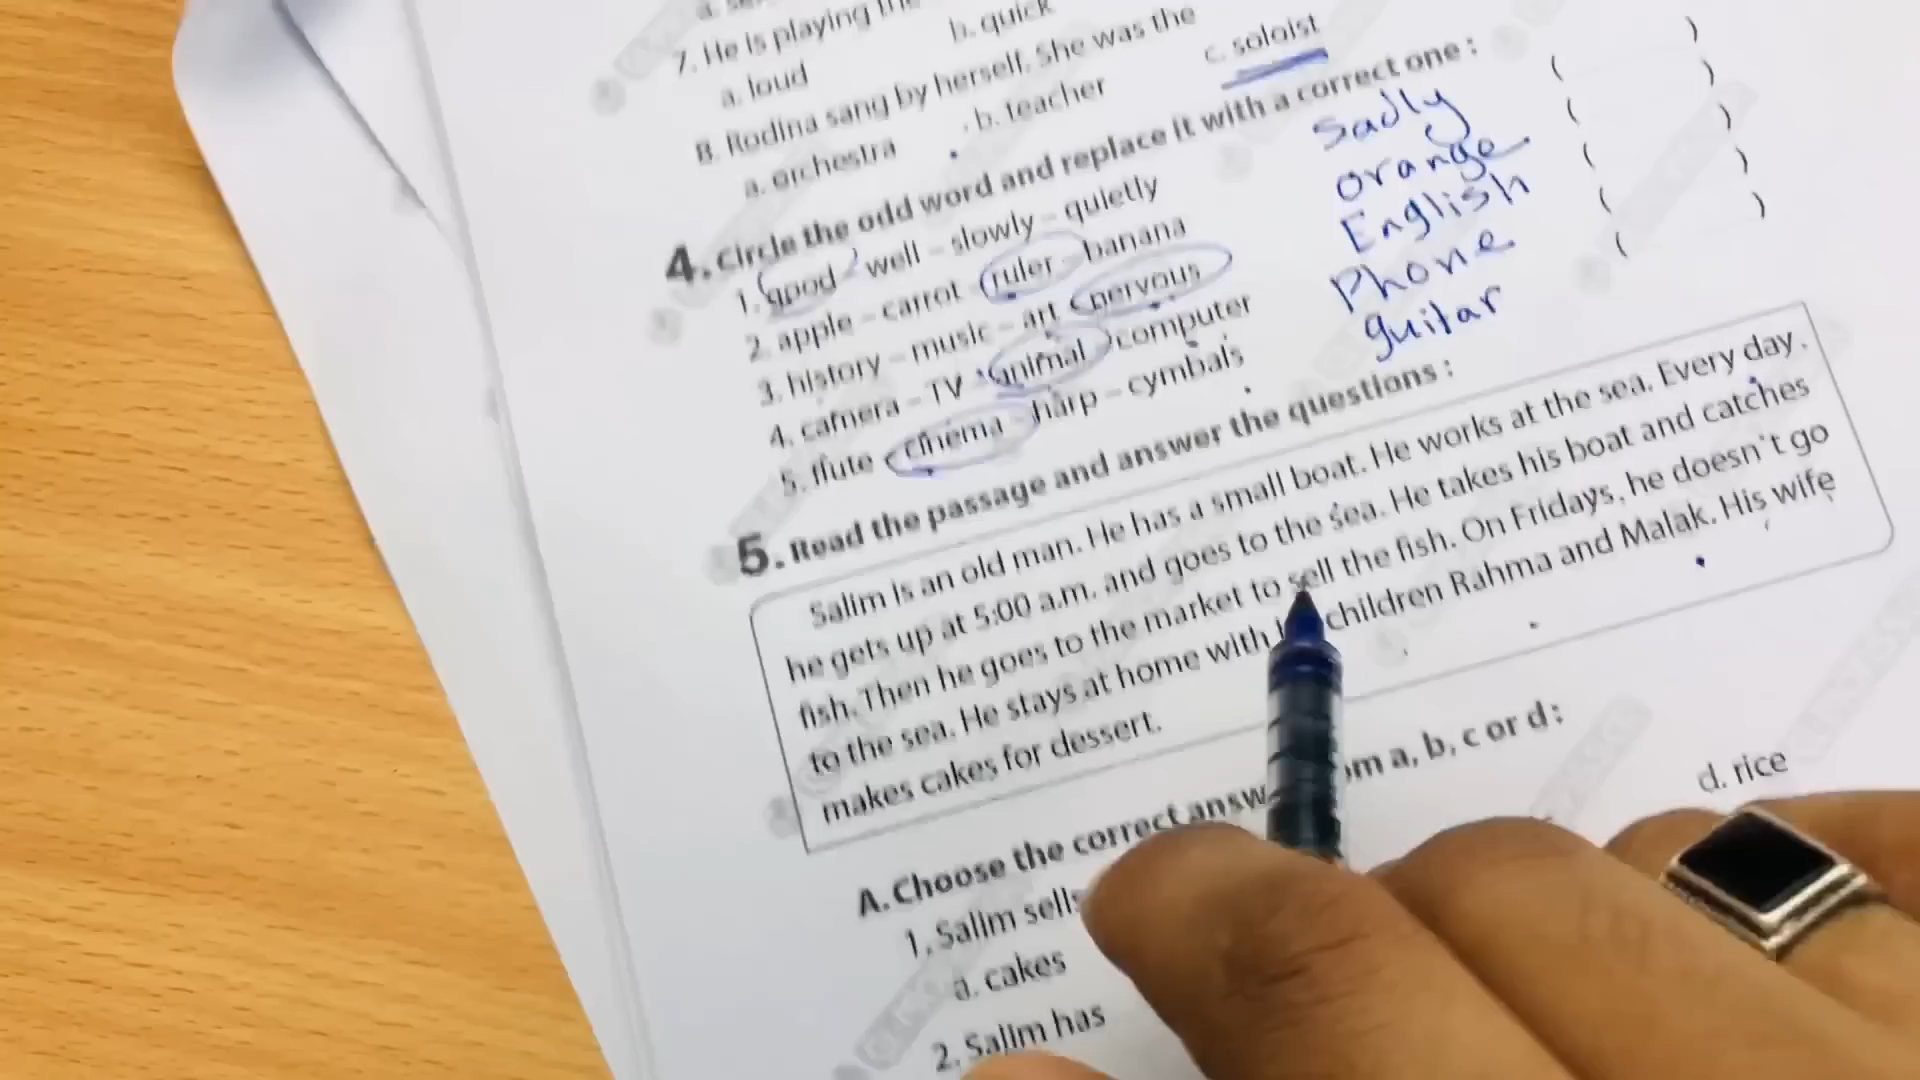 7. He is playing the
a. loud
b. quick
8. Rodina sang by herself. She was the
a. orchestra
b. teacher
c. soloist
4. Circle the odd word and replace it with a correct one :
1. good well – slowly – quietly
sadly
( )
2. apple – carrot – ruler – banana
orange
( )
3. history – music – art – nervous
English
( )
4. camera – TV – animal – computer
Phone
( )
5. flute – cinema – harp – cymbals
guitar
( )
5. Read the passage and answer the questions :
Salim is an old man. He has a small boat. He works at the sea. Every day,
he gets up at 5:00 a.m. and goes to the sea. He takes his boat and catches
fish. Then he goes to the market to sell the fish. On Fridays, he doesn't go
to the sea. He stays at home with children Rahma and Malak. His wife
makes cakes for dessert.
A. Choose the correct a, b, c or d :
1. Salim sells
a. cakes
d. rice
2. Salim has